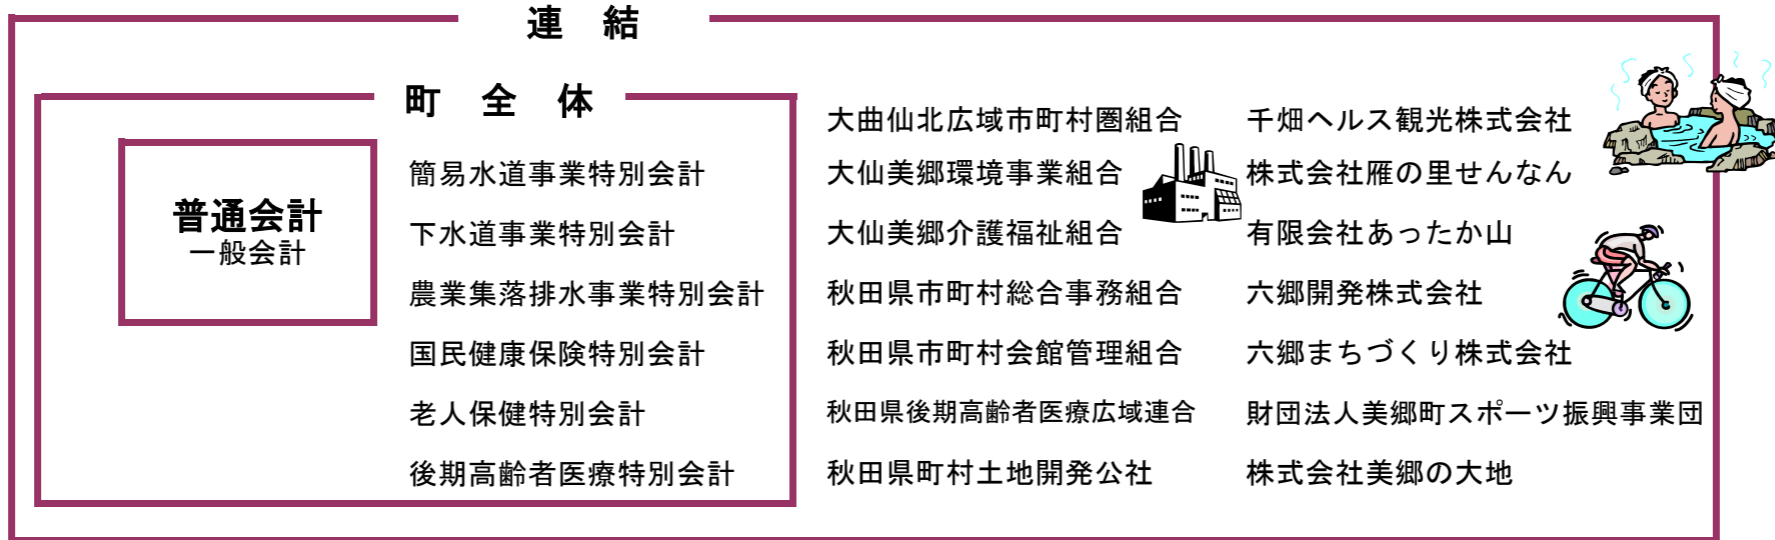 連 結
町 全 体
普通会計
一般会計
簡易水道事業特別会計
下水道事業特別会計
農業集落排水事業特別会計
国民健康保険特別会計
老人保健特別会計
後期高齢者医療特別会計
大曲仙北広域市町村圏組合
大仙美郷環境事業組合
大仙美郷介護福祉組合
秋田県市町村総合事務組合
秋田県市町村会館管理組合
秋田県後期高齢者医療広域連合
秋田県町村土地開発公社
千畑ヘルス観光株式会社
株式会社雁の里せんなん
有限会社あったか山
六郷開発株式会社
六郷まちづくり株式会社
財団法人美郷町スポーツ振興事業団
株式会社美郷の大地